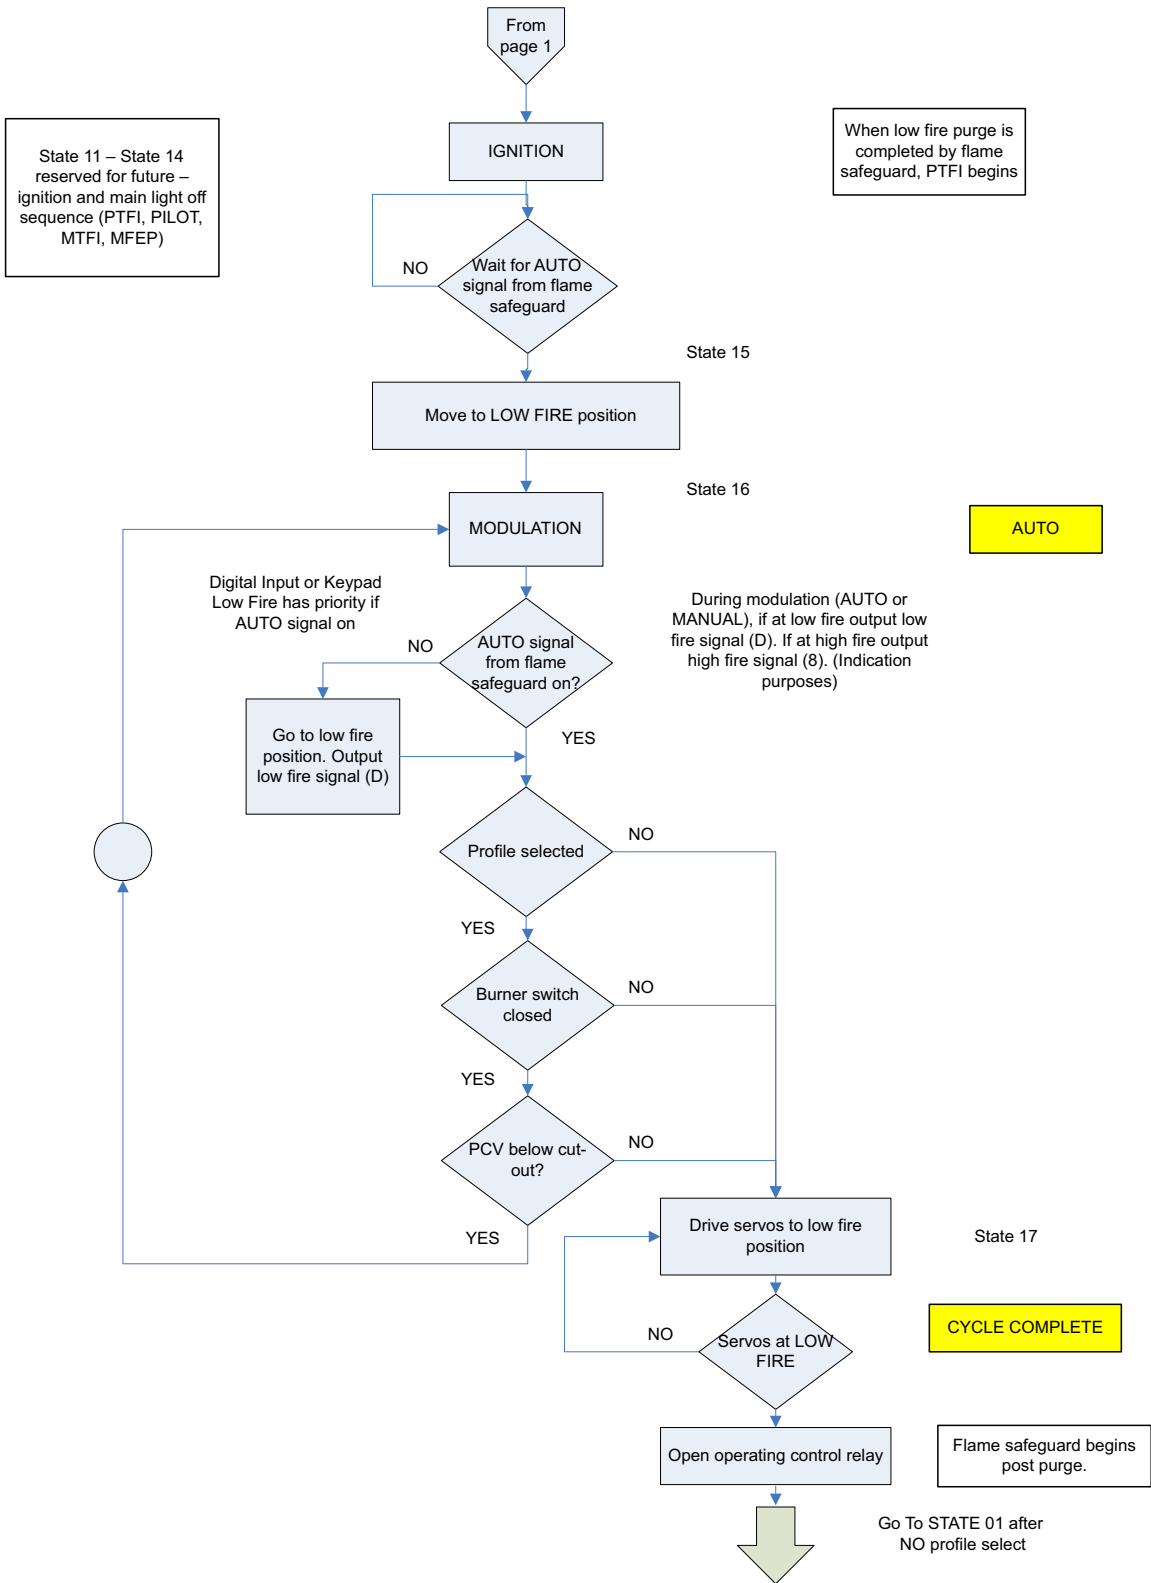 From
page 1
State 11 – State 14
reserved for future –
ignition and main light off
sequence (PTFI, PILOT,
MTFI, MFEP)
IGNITION
When low fire purge is
completed by flame
safeguard, PTFI begins
NO
Wait for AUTO
signal from flame
safeguard
State 15
Move to LOW FIRE position
State 16
MODULATION
AUTO
Digital Input or Keypad
Low Fire has priority if
AUTO signal on
During modulation (AUTO or
MANUAL), if at low fire output low
fire signal (D). If at high fire output
high fire signal (8). (Indication
purposes)
NO
AUTO signal
from flame
safeguard on?
Go to low fire
position. Output
low fire signal (D)
YES
Profile selected
NO
YES
Burner switch
closed
NO
YES
PCV below cut-
out?
NO
YES
Drive servos to low fire
position
State 17
NO
Servos at LOW
FIRE
CYCLE COMPLETE
Open operating control relay
Flame safeguard begins
post purge.
Go To STATE 01 after
NO profile select